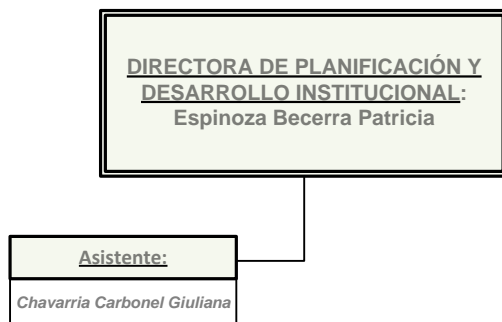 DIRECTORA DE PLANIFICACIÓN Y
DESARROLLO INSTITUCIONAL:
Espinoza Becerra Patricia
Asistente:
Chavarria Carbonel Giuliana